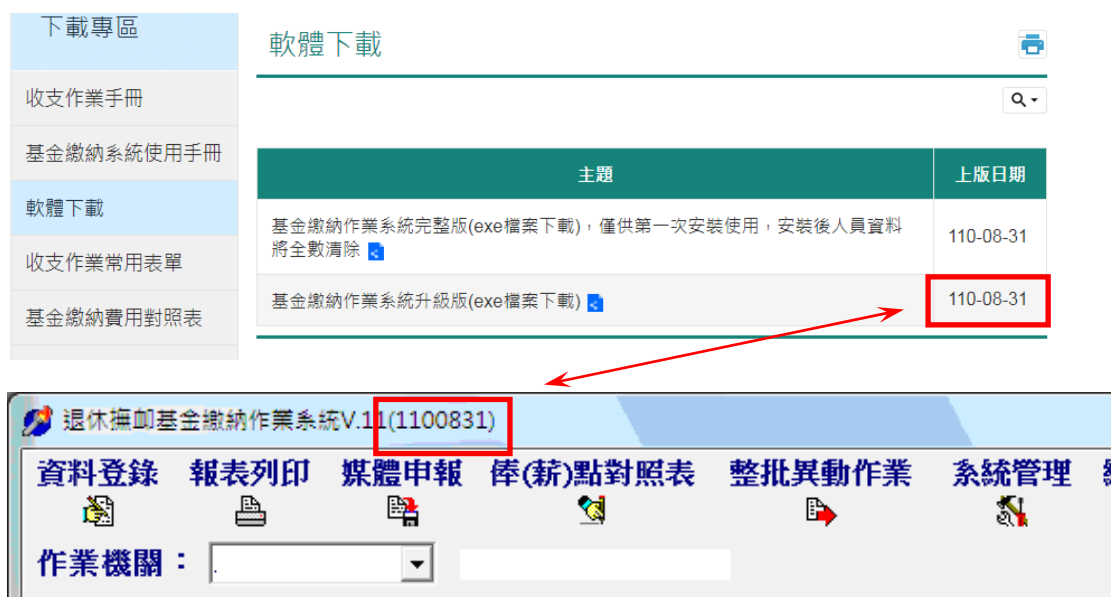 下載專區
收支作業手冊
基金繳納系統使用手冊
軟體下載
收支作業常用表單
基金繳納費用對照表
軟體下載
主題
上版日期
基金繳納作業系統完整版(exe檔案下載)，僅供第一次安裝使用，安裝後人員資料
將全數清除
110-08-31
基金繳納作業系統升級版(exe檔案下載)
110-08-31
退休撫卹基金繳納作業系統V.11(1100831)
資料登錄 報表列印 媒體申報 俸(薪)點對照表 整批異動作業 系統管理
作業機關：
.